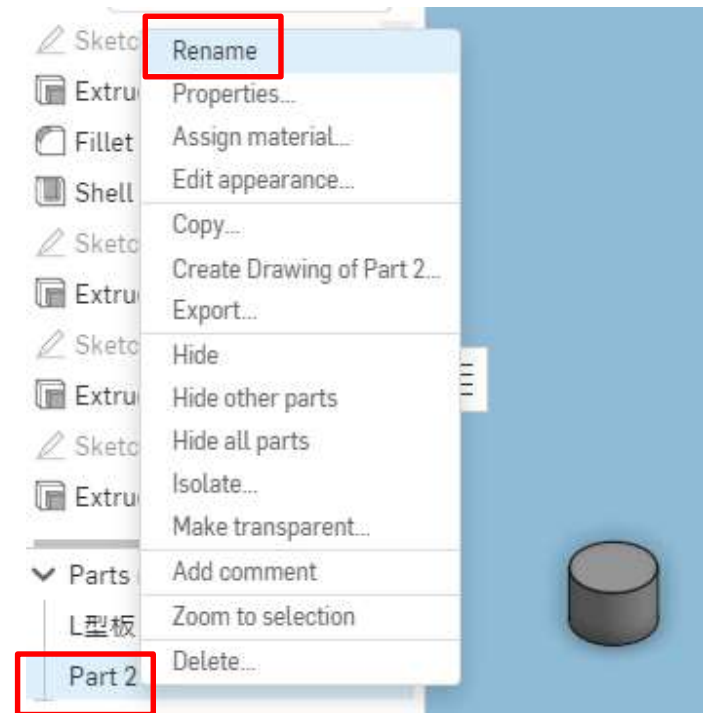 Sketc
Rename
Extru
Properties...
Fillet
Assign material...
Shell
Edit appearance...
Copy...
Sketc
Create Drawing of Part 2...
Extru
Export...
Sketc
Hide
Extru
Hide other parts
Sketc
Hide all parts
Extru
Isolate...
Make transparent...
Parts
Add comment
L型板
Zoom to selection
Part 2
Delete...